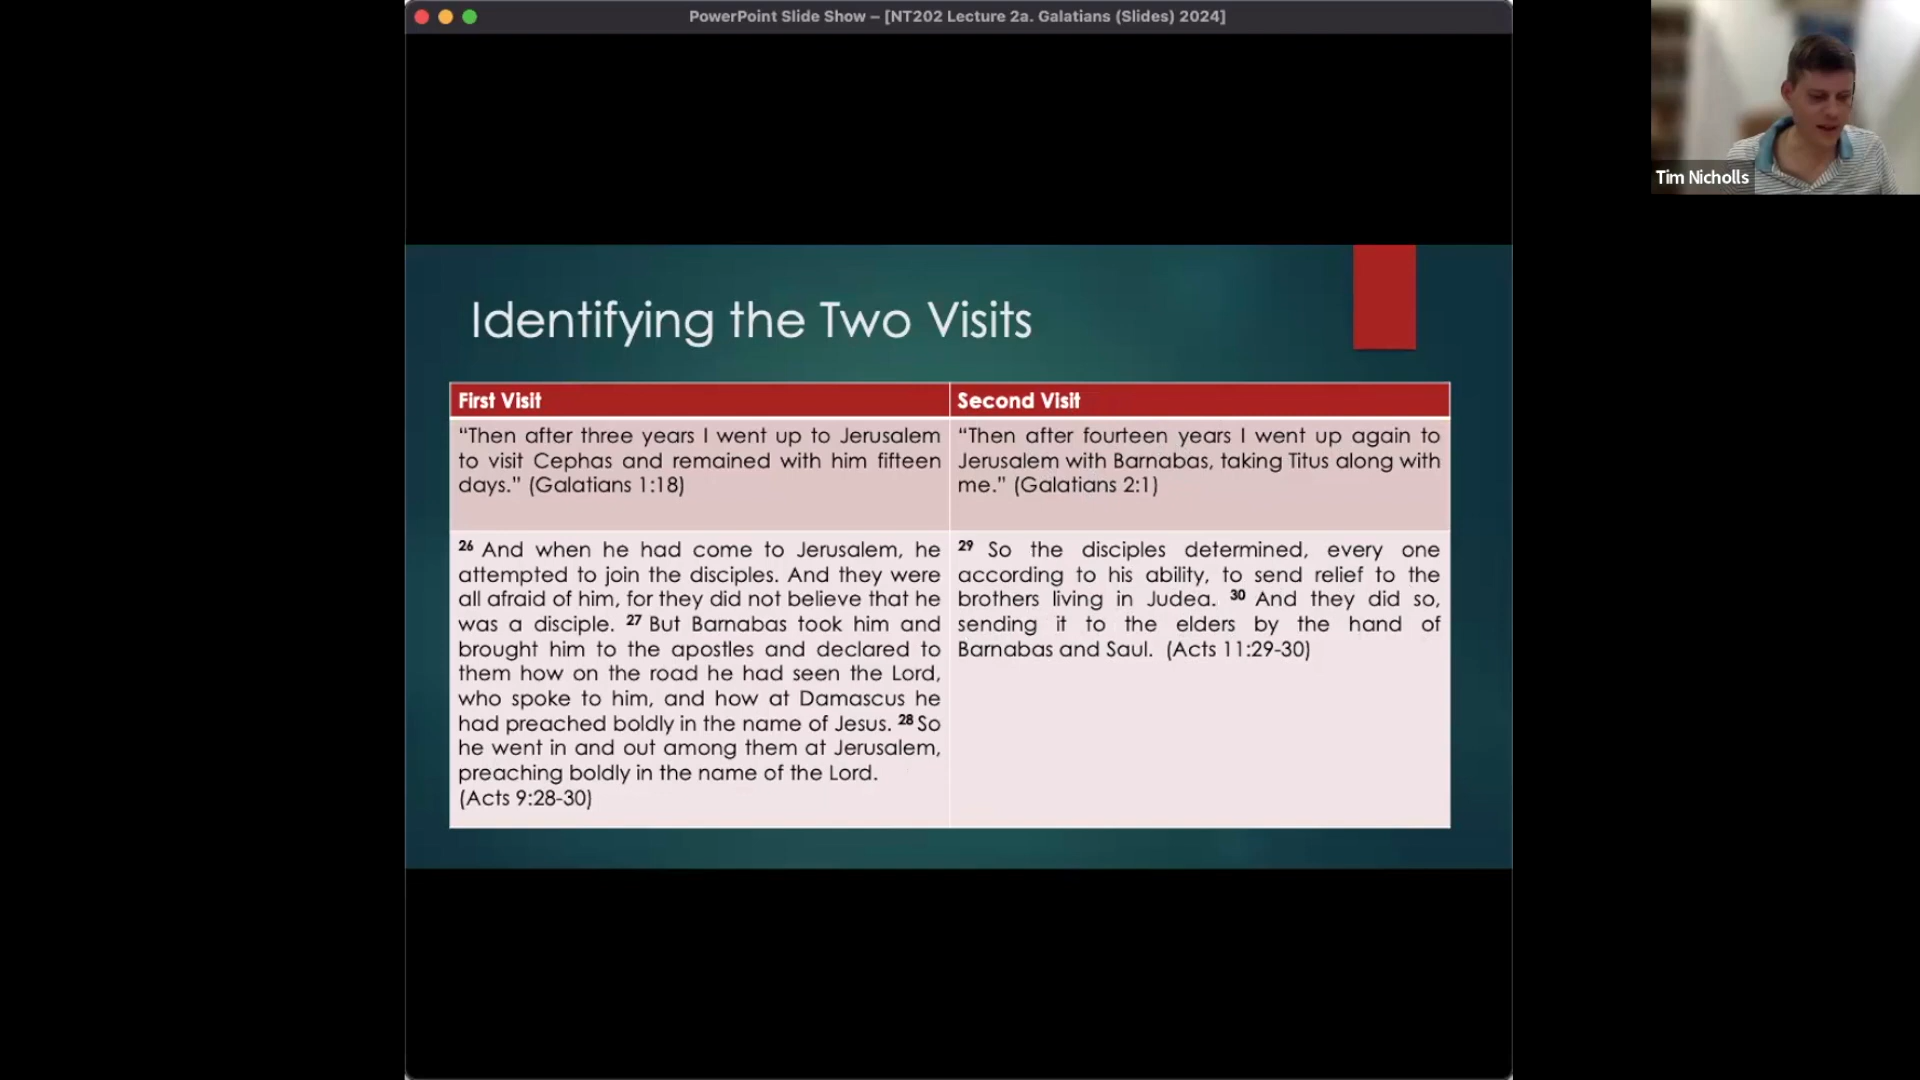 PowerPoint Slide Show – [NT202 Lecture 2a. Galatians (Slides) 2024]
Tim Nicholls
Identifying the Two Visits
First Visit
“Then after three years I went up to Jerusalem
to visit Cephas and remained with him fifteen
days.” (Galatians 1:18)
26 And when he had come to Jerusalem, he
attempted to join the disciples. And they were
all afraid of him, for they did not believe that he
was a disciple. 27 But Barnabas took him and
brought him to the apostles and declared to
them how on the road he had seen the Lord,
who spoke to him, and how at Damascus he
had preached boldly in the name of Jesus. 28 So
he went in and out among them at Jerusalem,
preaching boldly in the name of the Lord.
(Acts 9:28-30)
Second Visit
“Then after fourteen years I went up again to
Jerusalem with Barnabas, taking Titus along with
me.” (Galatians 2:1)
29 So the disciples determined, every one
according to his ability, to send relief to the
brothers living in Judea. 30 And they did so,
sending it to the elders by the hand of
Barnabas and Saul. (Acts 11:29-30)